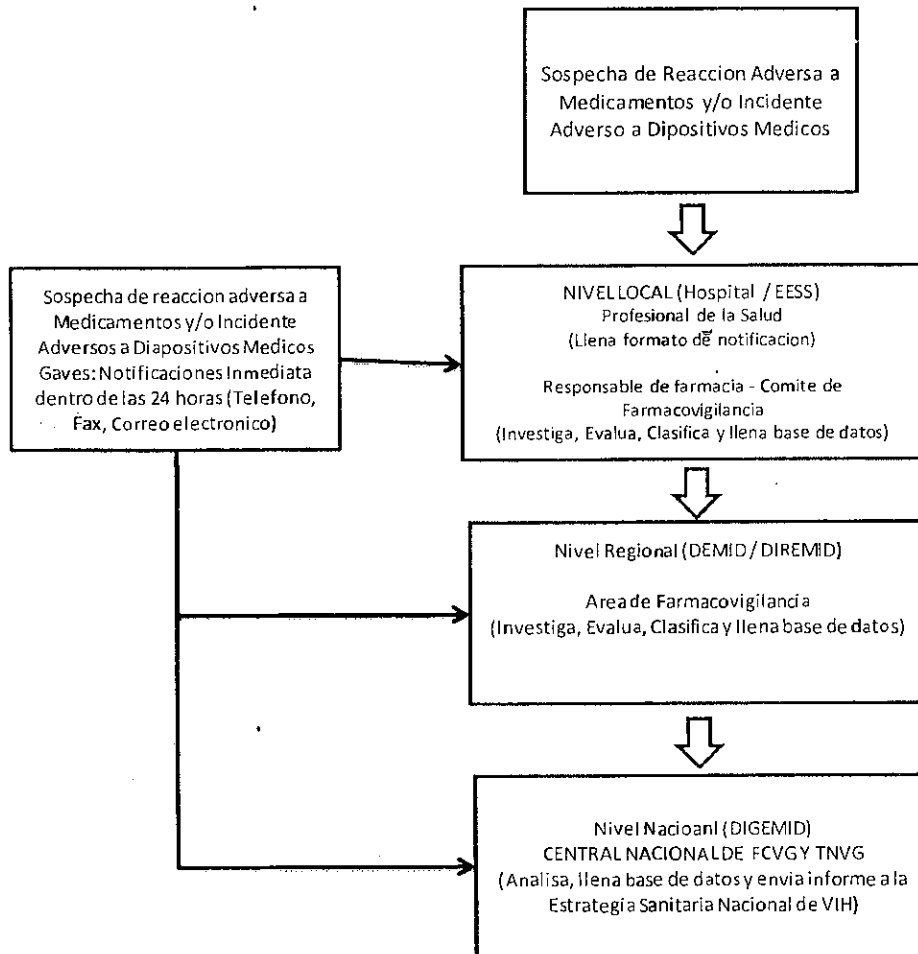 Sospecha de Reaccion Adversa a
Medicamentos y/o Incidente
Adverso a Dipositivos Medicos
Sospecha de reaccion adversa a
Medicamentos y/o Incidente
Adversos a Diapositivos Medicos
Gaves: Notificaciones Inmediata
dentro de las 24 horas (Telefono,
Fax, Correo electronico)
NIVEL LOCAL (Hospital / EESS)
Profesional de la Salud
(Llena formato de notificacion)
Responsable de farmacia - Comite de
Farmacovigilancia
(Investiga, Evalua, Clasifica y llena base de datos)
Nivel Regional (DEMID / DIREMID)
Area de Farmacovigilancia
(Investiga, Evalua, Clasifica y llena base de datos)
Nivel Nacioanl (DIGEMID)
CENTRAL NACIONAL DE FCVG Y TNVG
(Analisa, llena base de datos y envia informe a la
Estrategia Sanitaria Nacional de VIH)